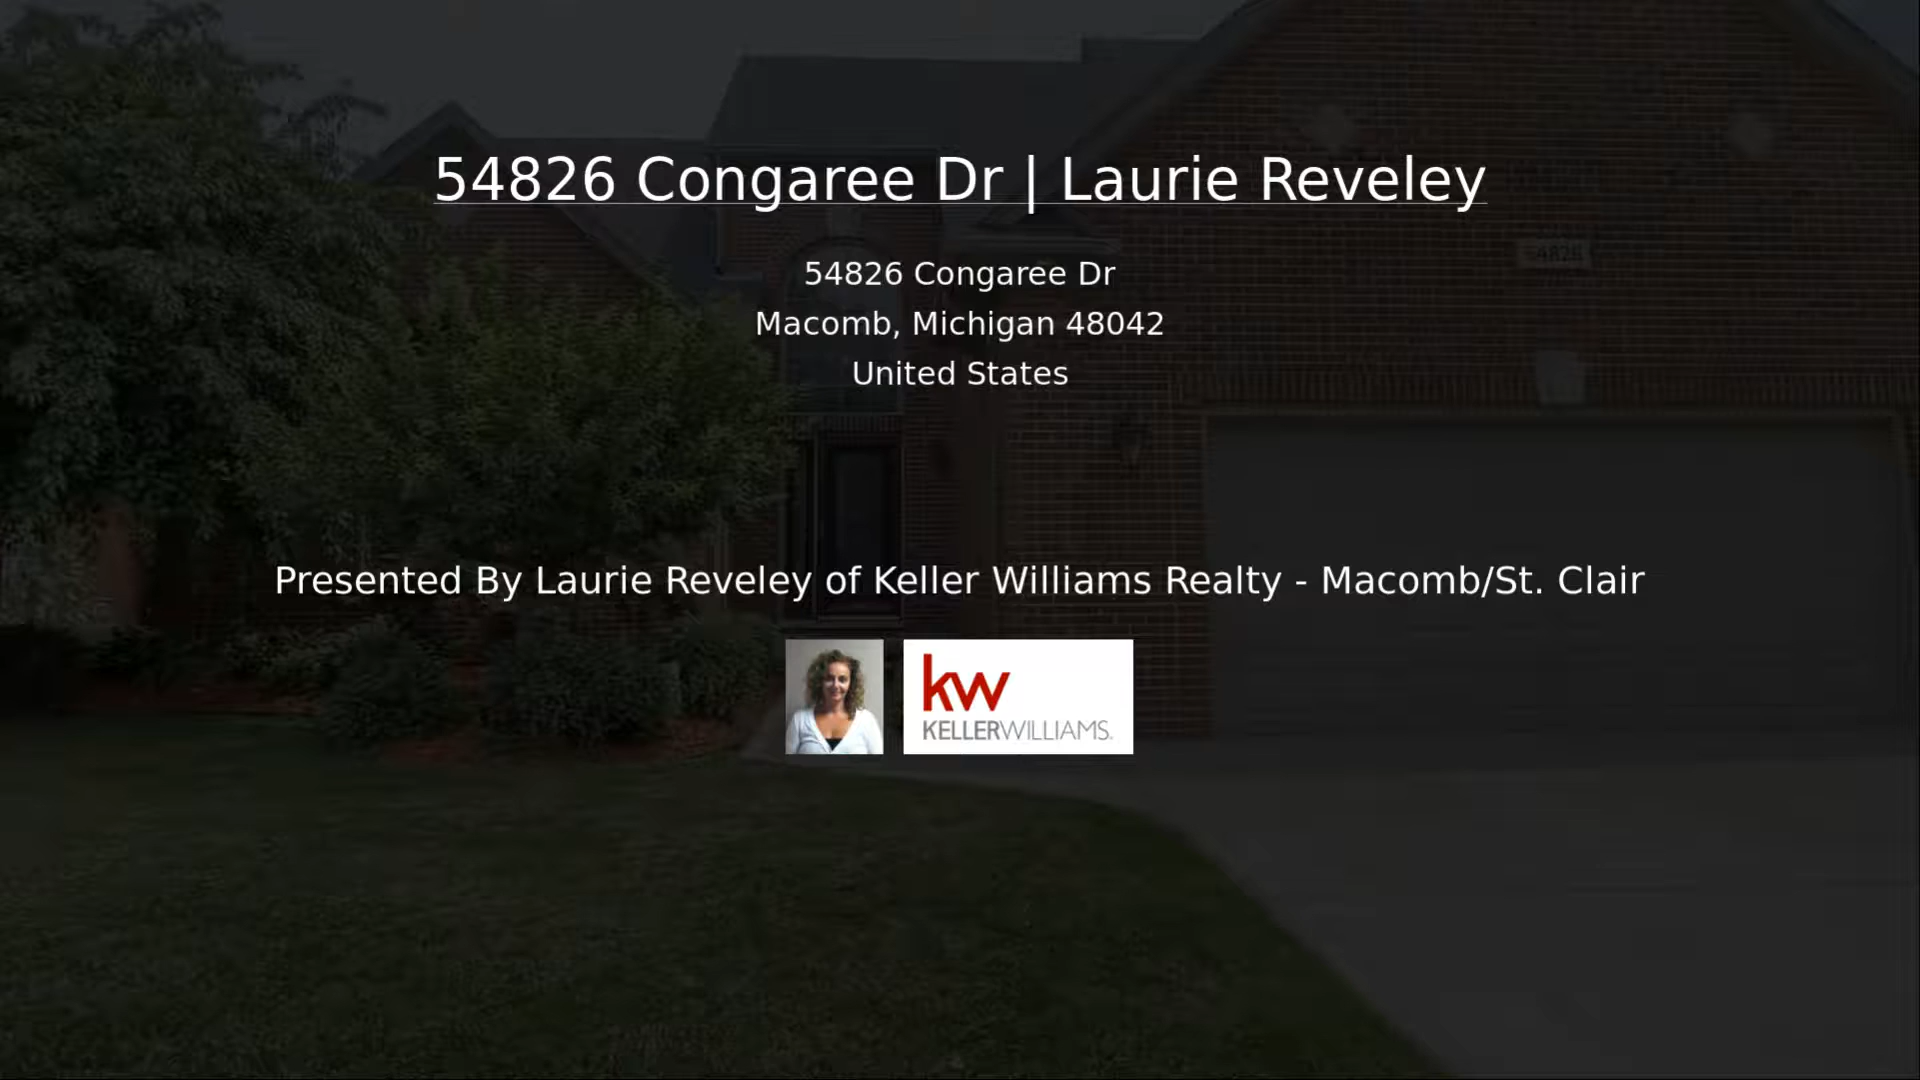 54826 Congaree Dr | Laurie Reveley
54826 Congaree Dr
Macomb, Michigan 48042
United States
Presented By Laurie Reveley of Keller Williams Realty - Macomb/St. Clair
kw
KELLERWILLIAMS.